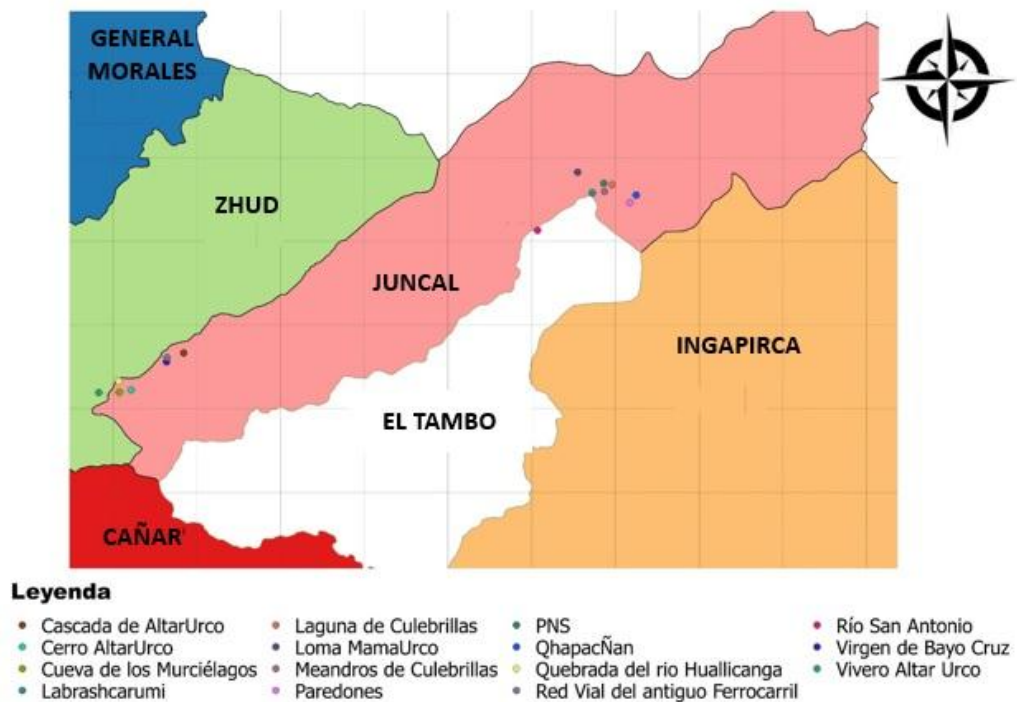 GENERAL
MORALES
ZHUD
JUNCAL
INGAPIRCA
EL TAMBO
CAÑAR
Leyenda
Cascada de AltarUrco
Cerro AltarUrco
Cueva de los Murciélagos
Labrashcarumi
Laguna de Culebrillas
Loma MamaUrco
Meandros de Culebrillas
Paredones
PNS
QhapacÑan
Quebrada del rio Huallicanga
Red Vial del antiguo Ferrocarril
Río San Antonio
Virgen de Bayo Cruz
Vivero Altar Urco